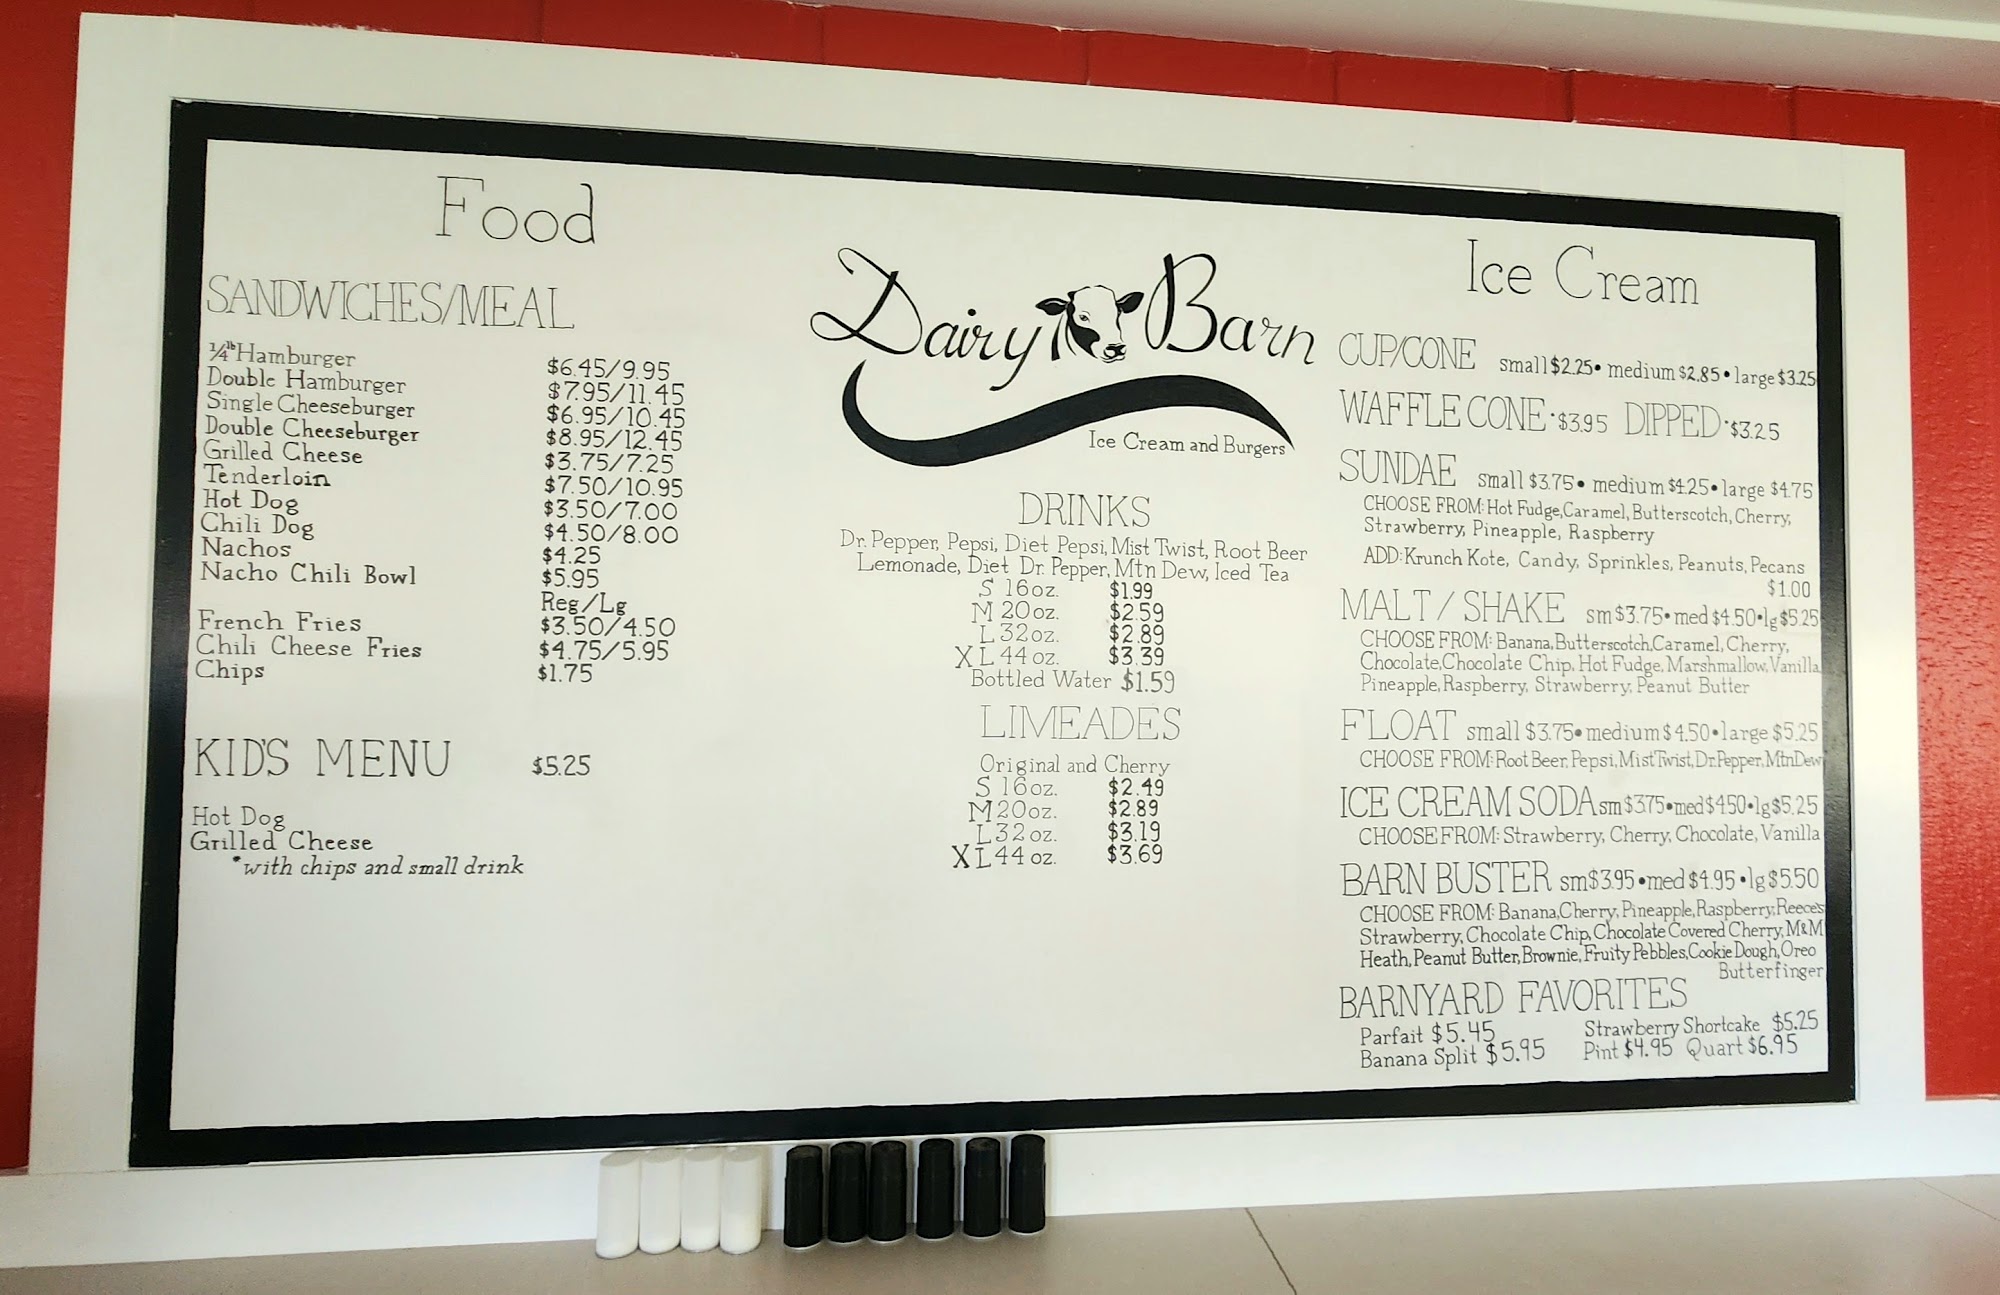 Food
SANDWICHES/MEAL
1/4lb Hamburger $6.45/9.95
Double Hamburger $7.95/11.45
Single Cheeseburger $6.95/10.45
Double Cheeseburger $8.95/12.45
Grilled Cheese $3.75/7.25
Tenderloin $7.50/10.95
Hot Dog $3.50/7.00
Chili Dog $4.50/8.00
Nachos $4.25
Nacho Chili Bowl $5.95
Reg/Lg
French Fries $3.50/4.50
Chili Cheese Fries $4.75/5.95
Chips $1.75
KID'S MENU $5.25
Hot Dog
Grilled Cheese
*with chips and small drink
Dairy Barn
Ice Cream and Burgers
DRINKS
Dr. Pepper, Pepsi, Diet Pepsi, Mist Twist, Root Beer
Lemonade, Diet Dr. Pepper, Mtn Dew, Iced Tea
S 16oz. $1.99
M 20oz. $2.59
L 32oz. $2.89
XL 44oz. $3.39
Bottled Water $1.59
LIMEADES
Original and Cherry
S 16oz. $2.49
M 20oz. $2.89
L 32oz. $3.19
XL 44oz. $3.69
Ice Cream
CUP/CONE small $2.25• medium $2.85• large $3.25
WAFFLE CONE•$3.95 DIPPED•$3.25
SUNDAE small $3.75• medium $4.25• large $4.75
CHOOSE FROM: Hot Fudge, Caramel, Butterscotch, Cherry,
Strawberry, Pineapple, Raspberry
ADD: Krunch Kote, Candy, Sprinkles, Peanuts, Pecans
$1.00
MALT/SHAKE sm $3.75•med $4.50•lg $5.25
CHOOSE FROM: Banana, Butterscotch, Caramel, Cherry,
Chocolate, Chocolate Chip, Hot Fudge, Marshmallow, Vanilla
Pineapple, Raspberry, Strawberry, Peanut Butter
FLOAT small $3.75•medium $4.50•large $5.25
CHOOSE FROM: Root Beer, Pepsi, Mist Twist, Dr. Pepper, Mtn Dew
ICE CREAM SODA sm $3.75•med $4.50•lg $5.25
CHOOSE FROM: Strawberry, Cherry, Chocolate, Vanilla
BARN BUSTER sm $3.95•med $4.95•lg $5.50
CHOOSE FROM: Banana, Cherry, Pineapple, Raspberry, Reece's
Strawberry, Chocolate Chip, Chocolate Covered Cherry, M&M
Heath, Peanut Butter, Brownie, Fruity Pebbles, Cookie Dough, Oreo
Butterfinger
BARNYARD FAVORITES
Parfait $5.45 Strawberry Shortcake $5.25
Banana Split $5.95 Pint $4.95 Quart $6.95